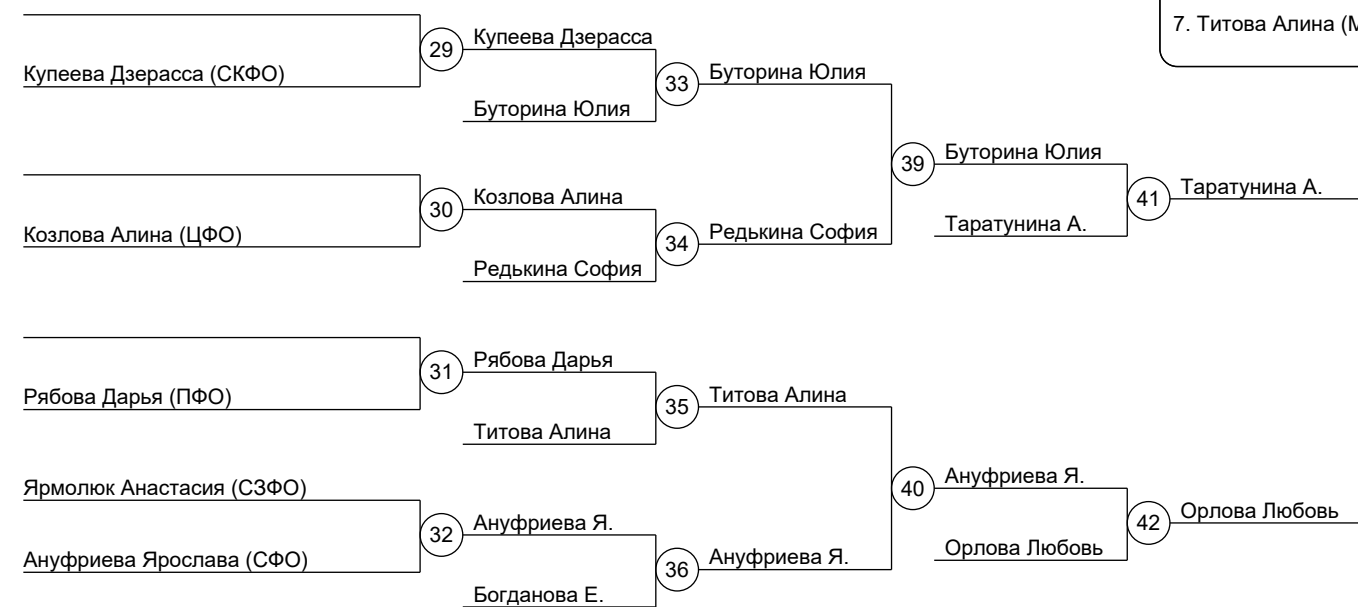 7. Титова Алина (М
29
Купеева Дзерасса
Купеева Дзерасса (СКФО)
33
Буторина Юлия
Буторина Юлия
39
Буторина Юлия
30
Козлова Алина
41
Таратунина А.
Козлова Алина (ЦФО)
34
Редькина София
Таратунина А.
Редькина София
31
Рябова Дарья
Рябова Дарья (ПФО)
35
Титова Алина
Титова Алина
40
Ануфриева Я.
Ярмолюк Анастасия (СЗФО)
32
Ануфриева Я.
42
Орлова Любовь
Ануфриева Ярослава (СФО)
36
Ануфриева Я.
Орлова Любовь
Богданова Е.